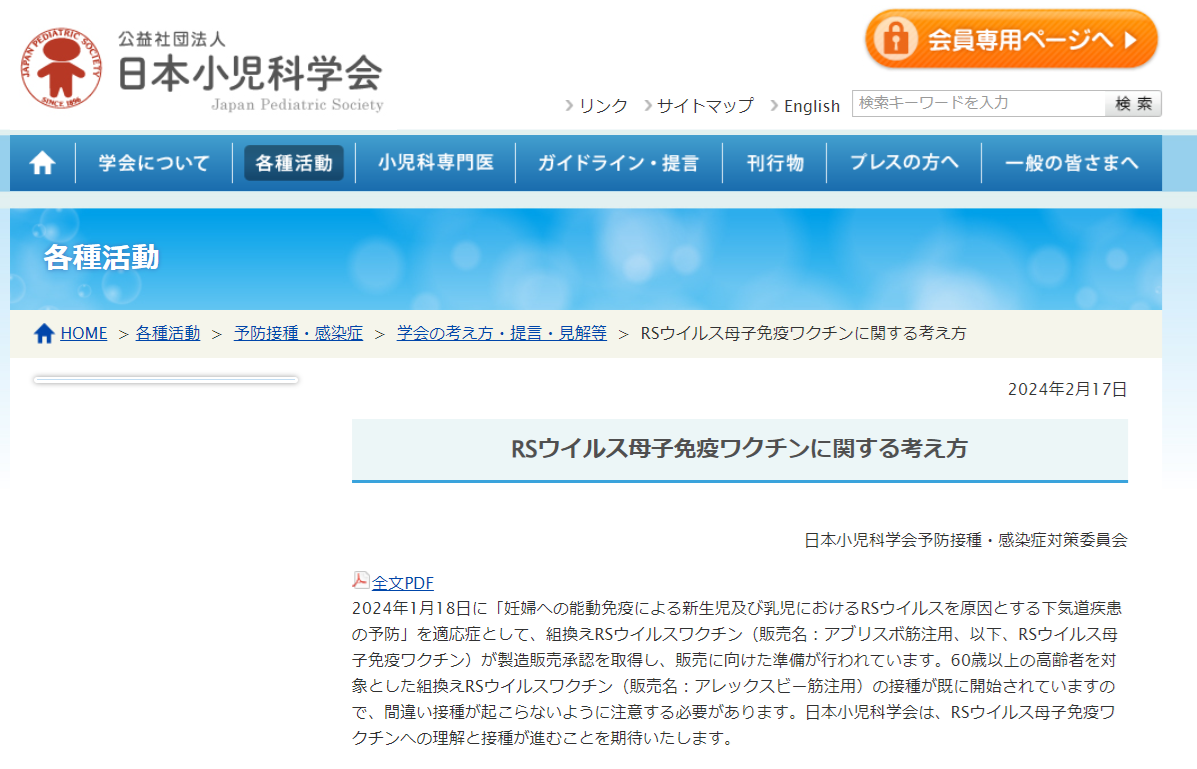 JAPAN PEDIATRIC SOCIETY
SINCE 1896
公益社団法人
日本小児科学会
Japan Pediatric Society
会員専用ページへ
リンク
サイトマップ
English
検索キーワードを入力
検 索
学会について
各種活動
小児科専門医
ガイドライン・提言
刊行物
プレスの方へ
一般の皆さまへ
各種活動
HOME > 各種活動 > 予防接種・感染症 > 学会の考え方・提言・見解等 > RSウイルス母子免疫ワクチンに関する考え方
2024年2月17日
RSウイルス母子免疫ワクチンに関する考え方
日本小児科学会予防接種・感染症対策委員会
全文PDF
2024年1月18日に「妊婦への能動免疫による新生児及び乳児におけるRSウイルスを原因とする下気道疾患
の予防」を適応症として、組換えRSウイルスワクチン（販売名：アブリスボ筋注用、以下、RSウイルス母
子免疫ワクチン）が製造販売承認を取得し、販売に向けた準備が行われています。60歳以上の高齢者を対
象とした組換えRSウイルスワクチン（販売名：アレックスビー筋注用）の接種が既に開始されていますの
で、間違い接種が起こらないように注意する必要があります。日本小児科学会は、RSウイルス母子免疫ワ
クチンへの理解と接種が進むことを期待いたします。